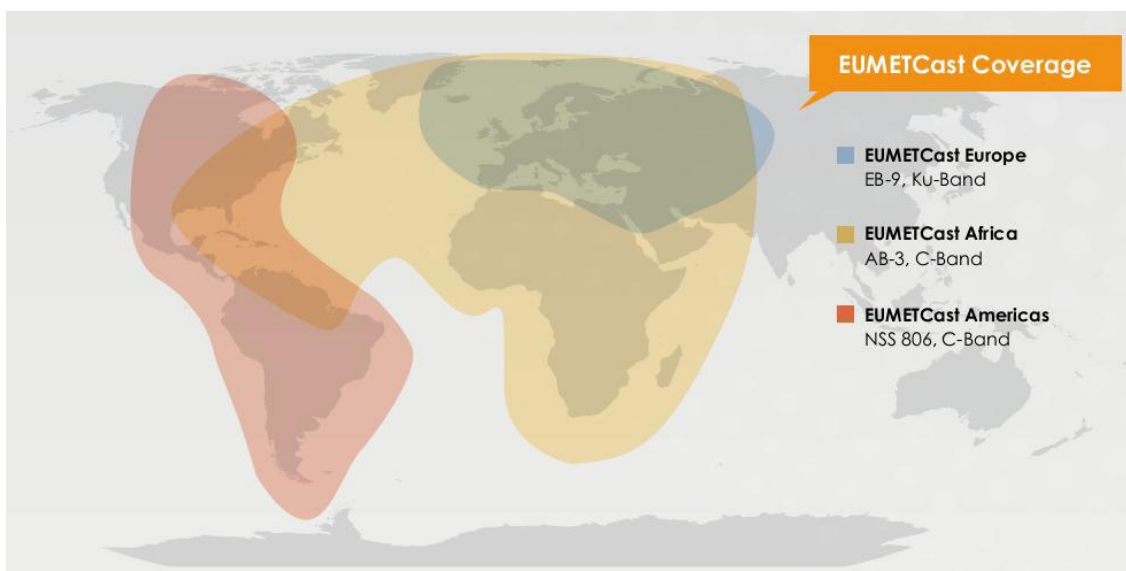 EUMETCast Coverage
EUMETCast Europe
EB-9, Ku-Band
EUMETCast Africa
AB-3, C-Band
EUMETCast Americas
NSS 806, C-Band